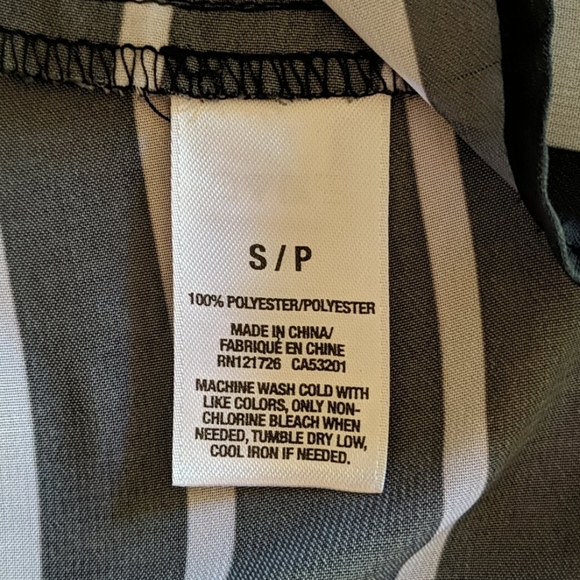 S / P
100% POLYESTER/POLYESTER
MADE IN CHINA/
FABRIQUÉ EN CHINE
RN121726 CA53201
MACHINE WASH COLD WITH
LIKE COLORS, ONLY NON-
CHLORINE BLEACH WHEN
NEEDED, TUMBLE DRY LOW,
COOL IRON IF NEEDED.